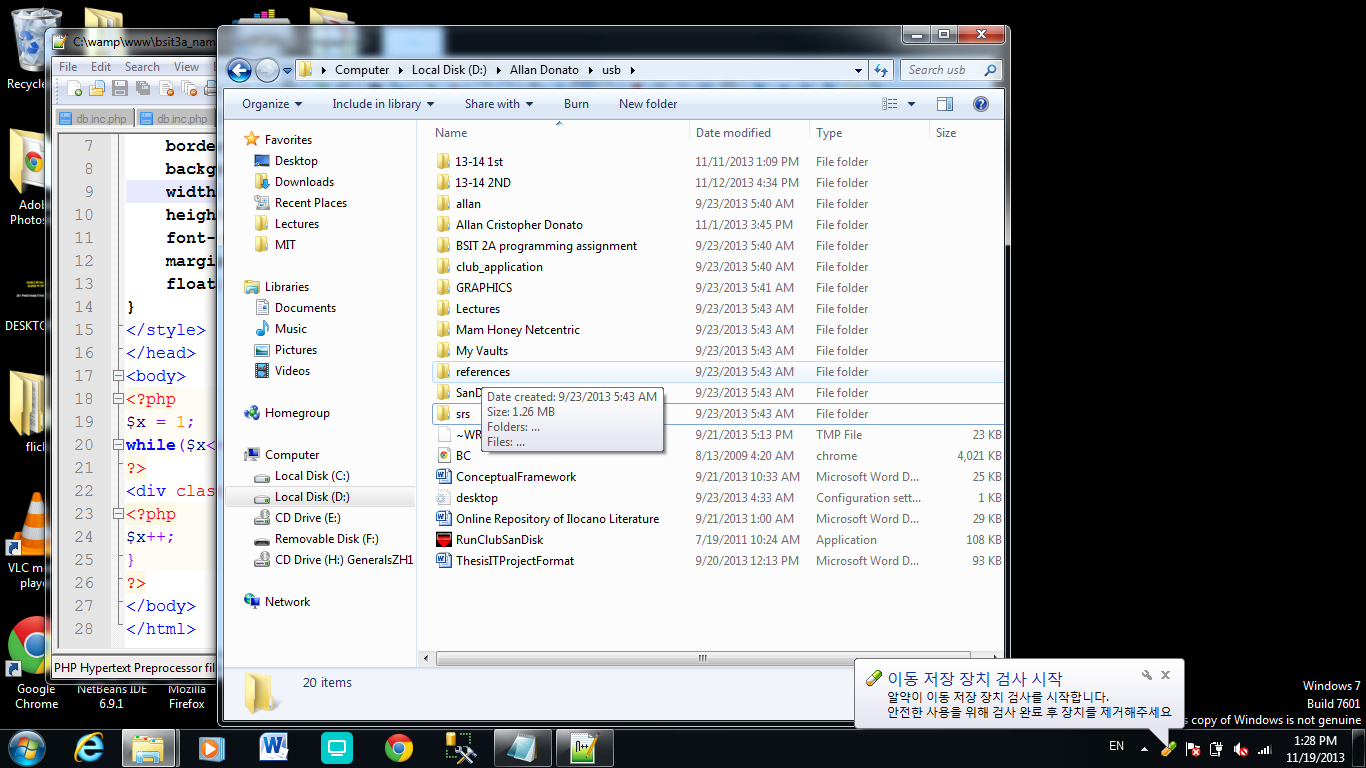 Recycle
Adob
Photos
DESKTO
flic
VLC m
playe
Google
Chrome
NetBeans IDE
6.9.1
Mozilla
Firefox
C:\wamp\www\bsit3a_nam
File Edit Search View
db.inc.php db.inc.php
7 borde
8 backg
9 width
10 heigh
11 font-
12 margi
13 float
14 }
15 </style>
16 </head>
17 <body>
18 <?php
19 $x = 1;
20 while($x<
21 ?>
22 <div clas
23 <?php
24 $x++;
25 }
26 ?>
27 </body>
28 </html>
PHP Hypertext Preprocessor fil
Computer Local Disk (D:) Allan Donato usb
Search usb
Organize Include in library Share with Burn New folder
Favorites
Desktop
Downloads
Recent Places
Lectures
MIT
Libraries
Documents
Music
Pictures
Videos
Homegroup
Computer
Local Disk (C:)
Local Disk (D:)
CD Drive (E:)
Removable Disk (F:)
CD Drive (H:) GeneralsZH1
Network
Name Date modified Type Size
13-14 1st 11/11/2013 1:09 PM File folder
13-14 2ND 11/12/2013 4:34 PM File folder
allan 9/23/2013 5:40 AM File folder
Allan Cristopher Donato 11/1/2013 3:45 PM File folder
BSIT 2A programming assignment 9/23/2013 5:40 AM File folder
club_application 9/23/2013 5:40 AM File folder
GRAPHICS 9/23/2013 5:41 AM File folder
Lectures 9/23/2013 5:43 AM File folder
Mam Honey Netcentric 9/23/2013 5:43 AM File folder
My Vaults 9/23/2013 5:43 AM File folder
references 9/23/2013 5:43 AM File folder
SanD 9/23/2013 5:43 AM File folder
srs 9/23/2013 5:43 AM File folder
~WR 9/21/2013 5:13 PM TMP File 23 KB
BC 8/13/2009 4:20 AM chrome 4,021 KB
ConceptualFramework 9/21/2013 10:33 AM Microsoft Word D... 25 KB
desktop 9/23/2013 4:33 AM Configuration sett... 1 KB
Online Repository of Ilocano Literature 9/21/2013 1:00 AM Microsoft Word D... 29 KB
RunClubSanDisk 7/19/2011 10:24 AM Application 108 KB
ThesisITProjectFormat 9/20/2013 12:13 PM Microsoft Word D... 93 KB
Date created: 9/23/2013 5:43 AM
Size: 1.26 MB
Folders: ...
Files: ...
20 items
이동 저장 장치 검사 시작
알약이 이동 저장 장치 검사를 시작합니다.
안전한 사용을 위해 검사 완료 후 장치를 제거해주세요
Windows 7
Build 7601
s copy of Windows is not genuine
EN
1:28 PM
11/19/2013